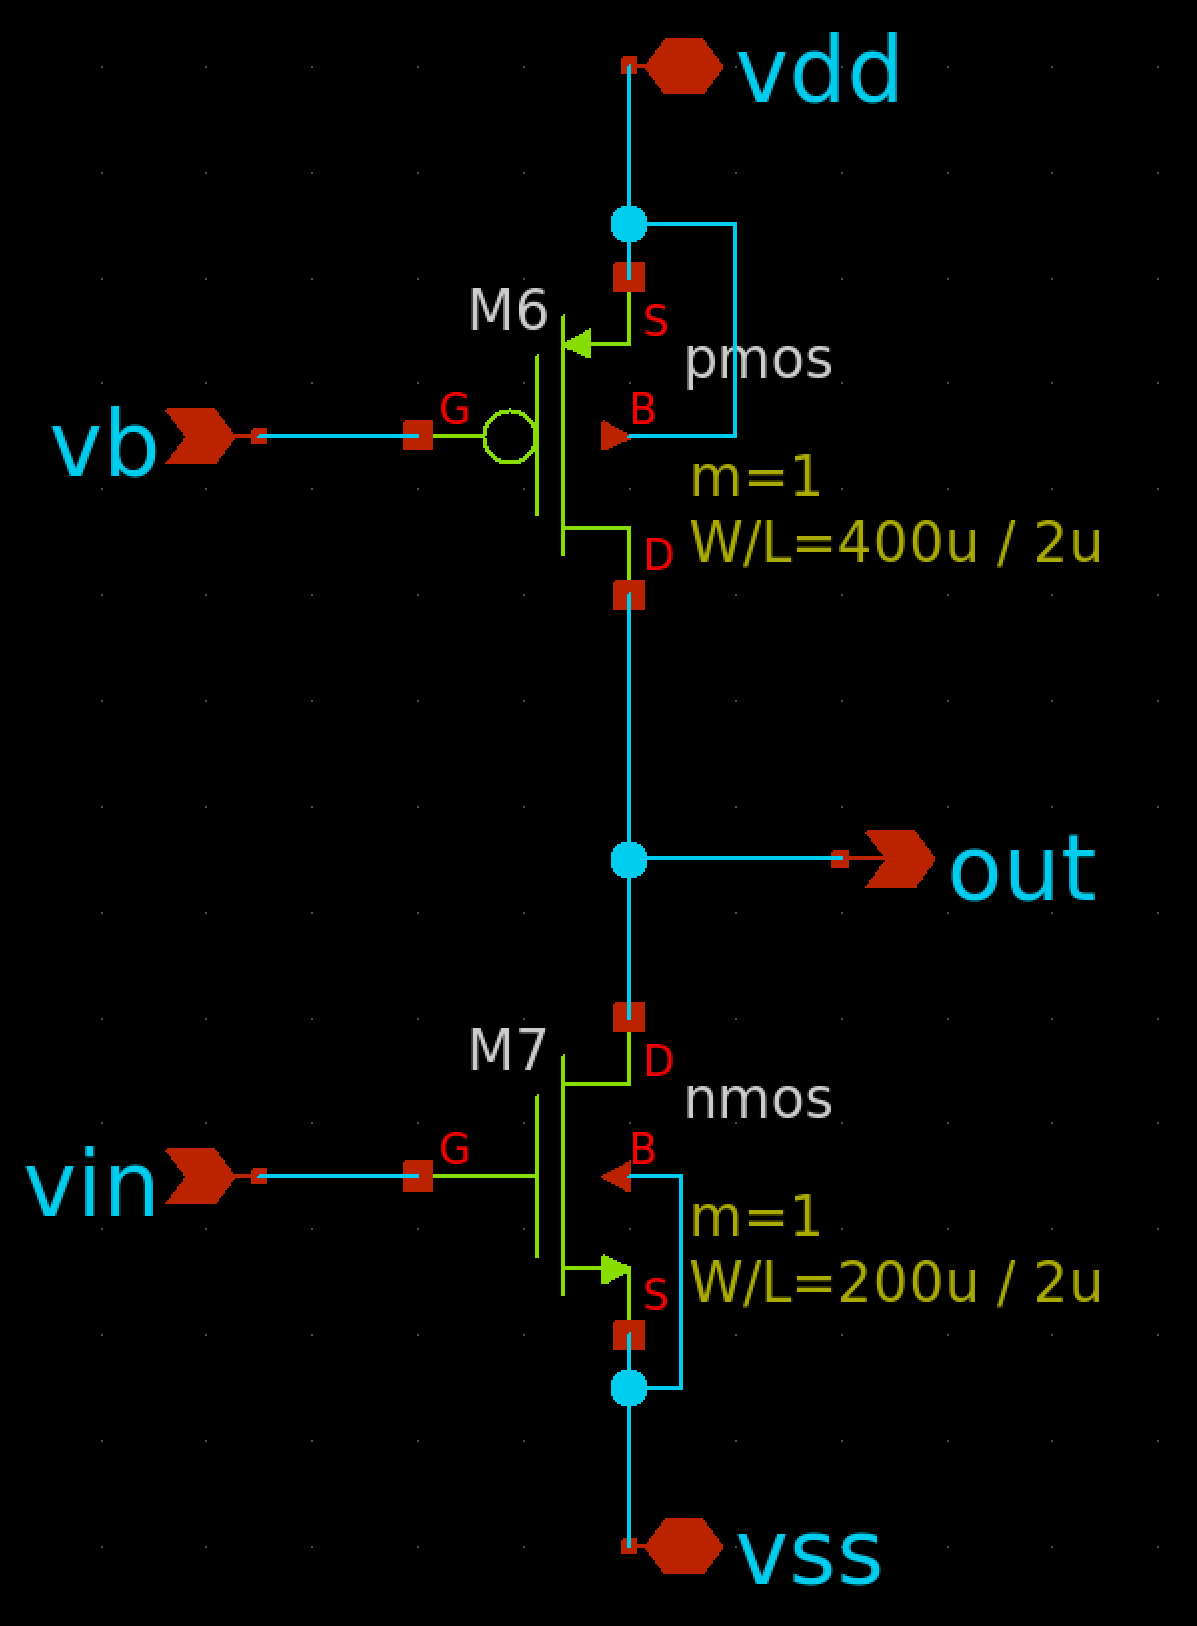 vdd
M6
S
pmos
G
B
vb
m=1
W/L=400u / 2u
D
out
M7
D
nmos
G
B
vin
m=1
W/L=200u / 2u
S
vss